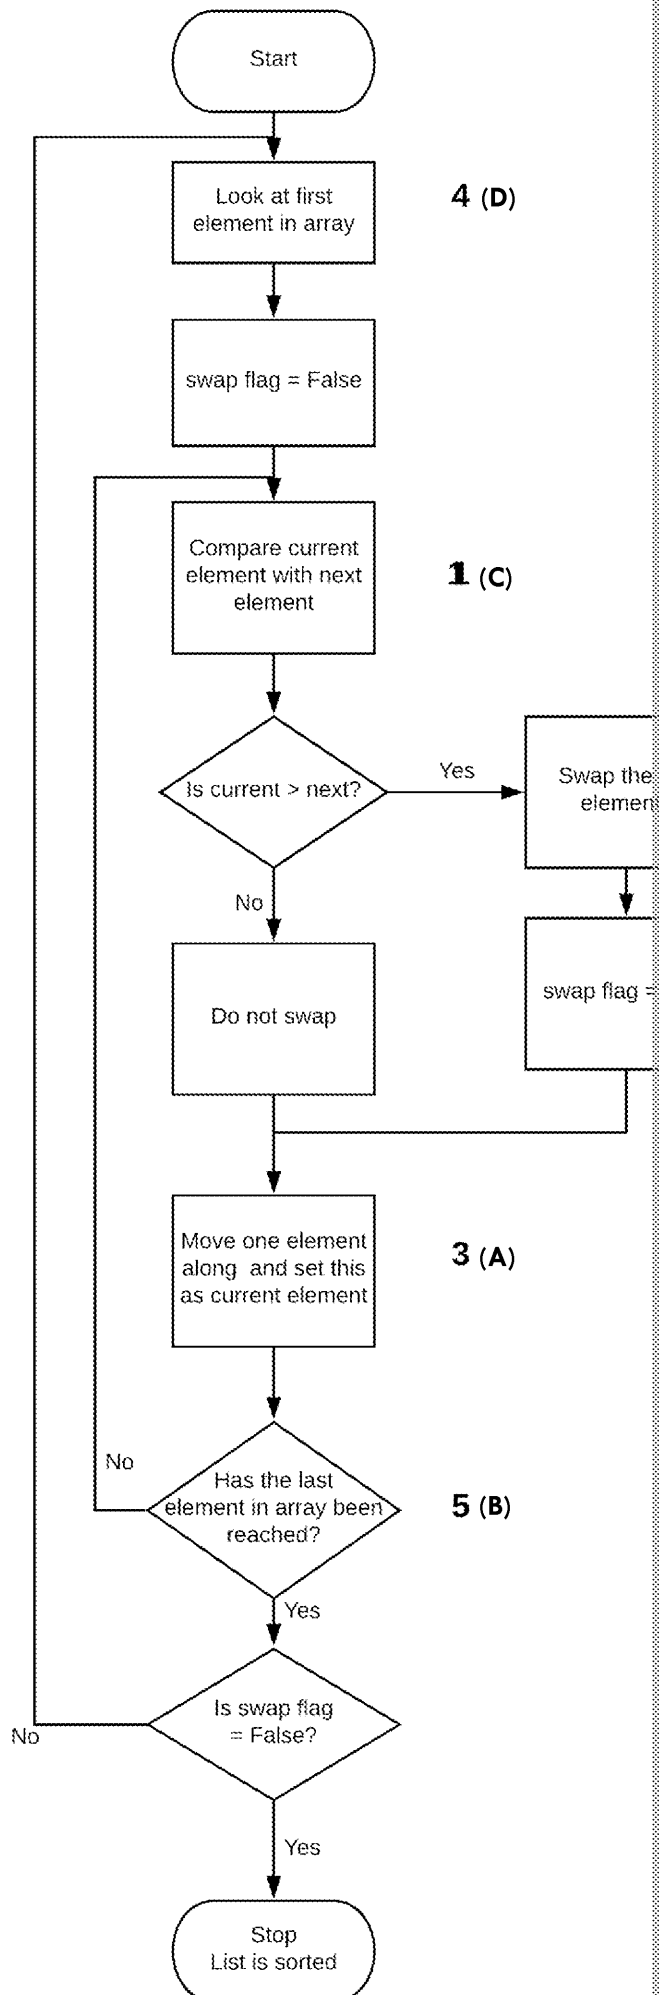 Start
Look at first
element in array
4 (D)
swap flag = False
Compare current
element with next
element
1 (C)
Is current > next?
Yes
Swap the
No
Do not swap
swap flag =
Move one element
along and set this
as current element
3 (A)
No
Has the last
element in array been
reached?
5 (B)
Yes
Is swap flag
= False?
No
Yes
Stop
List is sorted